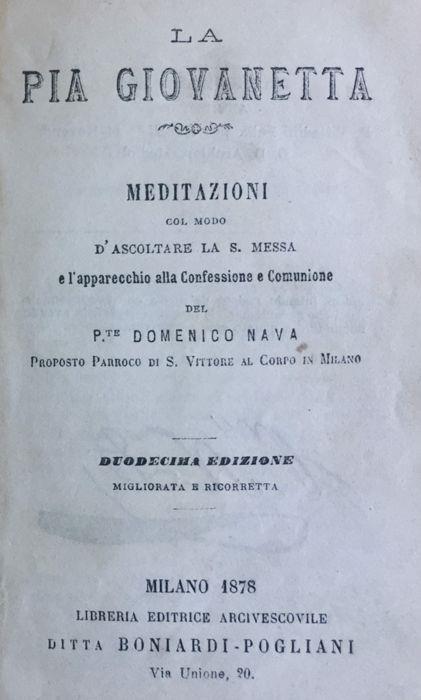 LA
PIA GIOVANETTA
MEDITAZIONI
COL MODO
D'ASCOLTARE LA S. MESSA
e l'apparecchio alla Confessione e Comunione
DEL
P.TE DOMENICO NAVA
PROPOSTO PARROCO DI S. VITTORE AL CORPO IN MILANO
DUODECIMA EDIZIONE
MIGLIORATA E RICORRETTA
MILANO 1878
LIBRERIA EDITRICE ARCIVESCOVILE
DITTA BONIARDI-POGLIANI
Via Unione, 20.